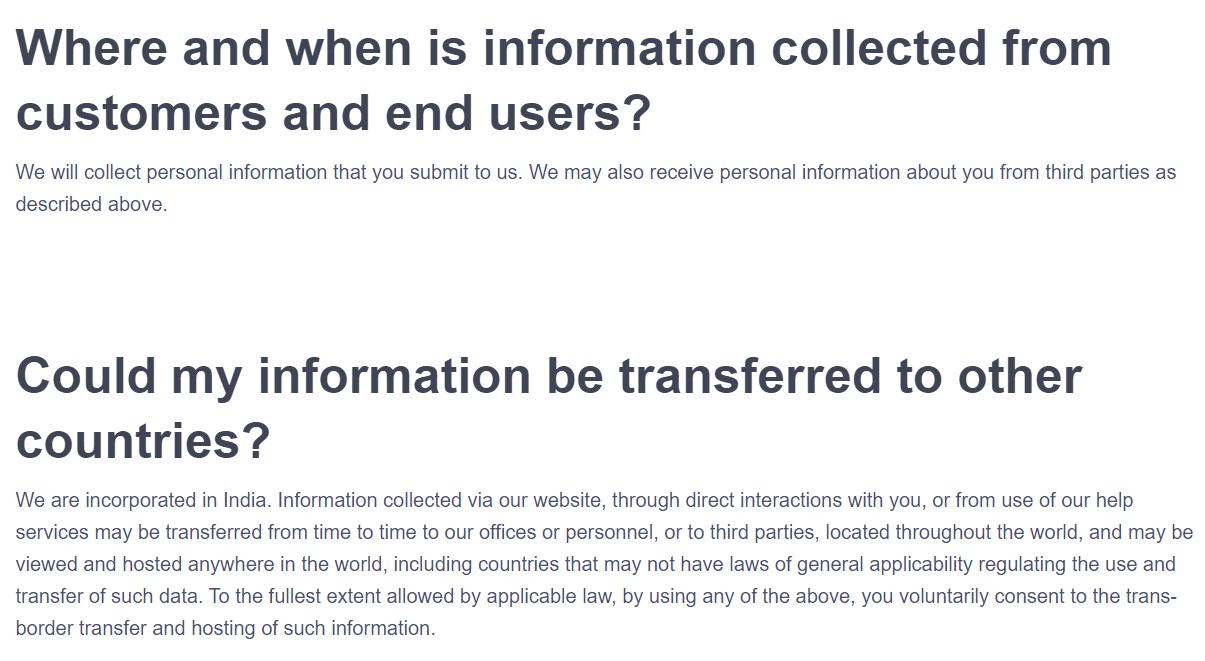 Where and when is information collected from
customers and end users?
We will collect personal information that you submit to us. We may also receive personal information about you from third parties as
described above.
Could my information be transferred to other
countries?
We are incorporated in India. Information collected via our website, through direct interactions with you, or from use of our help
services may be transferred from time to time to our offices or personnel, or to third parties, located throughout the world, and may be
viewed and hosted anywhere in the world, including countries that may not have laws of general applicability regulating the use and
transfer of such data. To the fullest extent allowed by applicable law, by using any of the above, you voluntarily consent to the trans-
border transfer and hosting of such information.